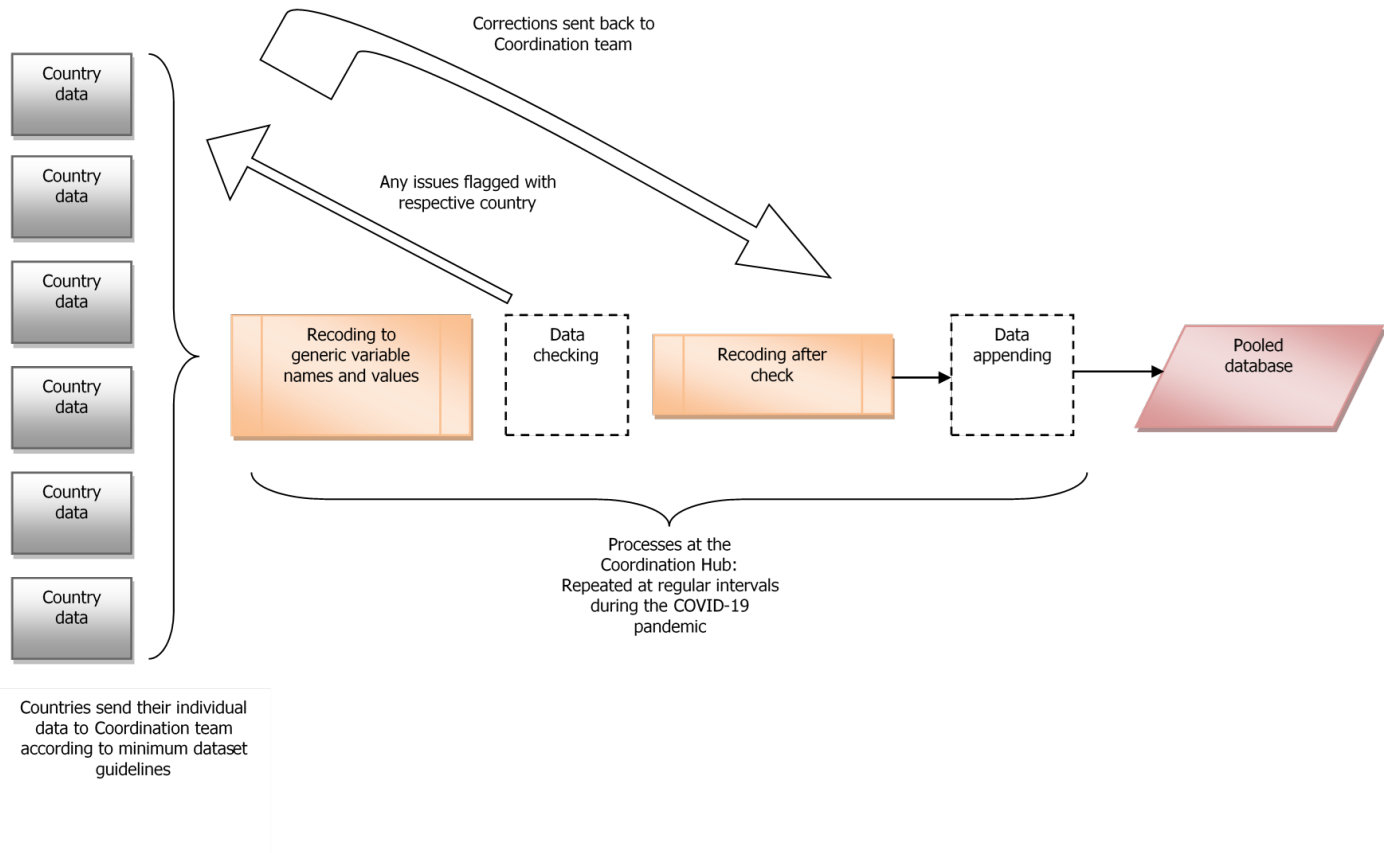 Corrections sent back to
Coordination team
Country
data
Country
data
Any issues flagged with
respective country
Country
data
Recoding to
generic variable
names and values
Data
checking
Recoding after
check
Data
appending
Pooled
database
Country
data
Country
data
Processes at the
Coordination Hub:
Repeated at regular intervals
during the COVID-19
pandemic
Country
data
Countries send their individual
data to Coordination team
according to minimum dataset
guidelines